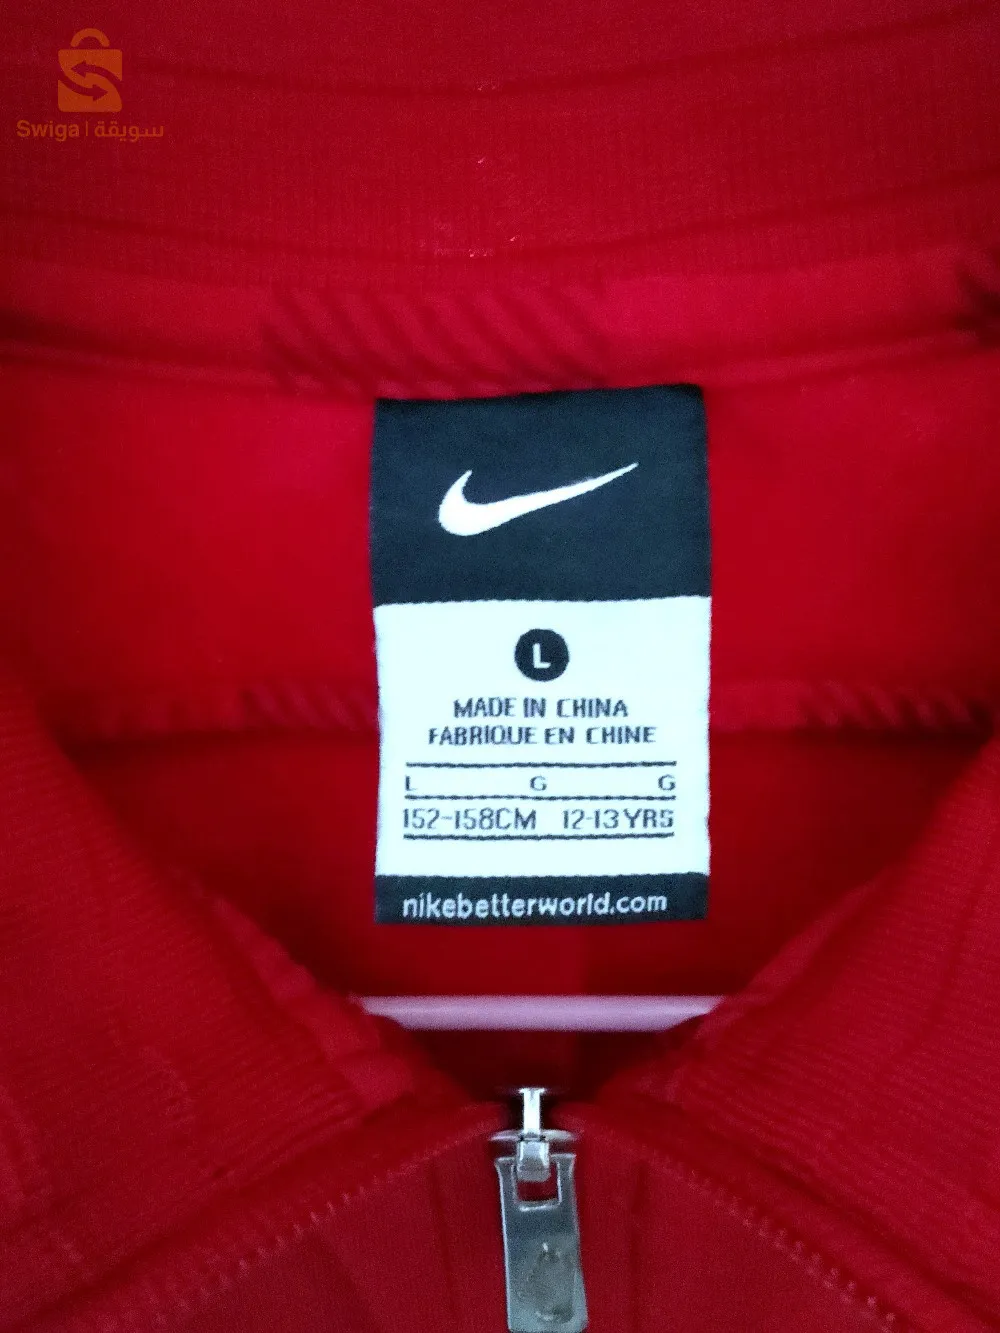 Swiga | سويقة
L
MADE IN CHINA
FABRIQUE EN CHINE
L G G
152-158CM 12-13YRS
nikebetterworld.com